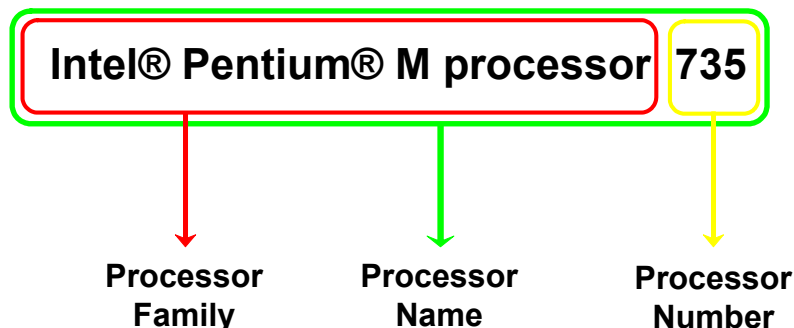 Intel® Pentium® M processor 735
Processor Processor Processor
Family Name Number